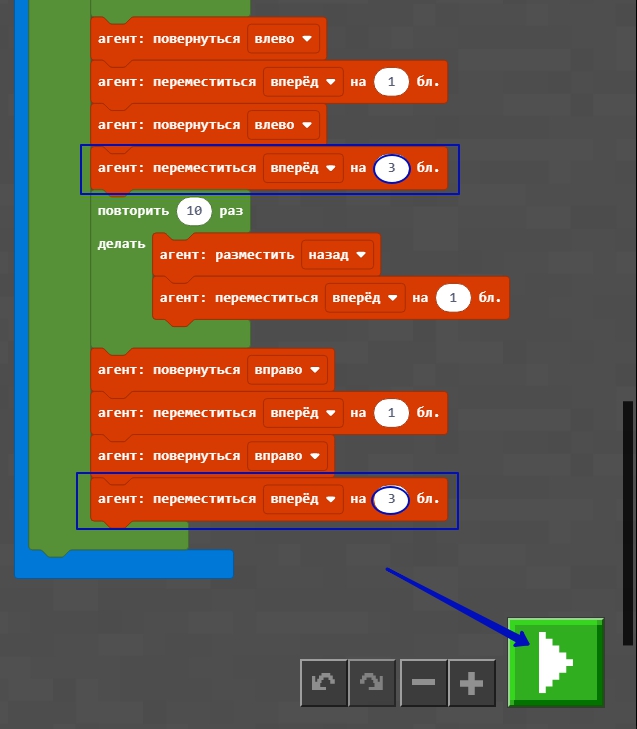 агент: повернуться влево
агент: переместиться вперёд на 1 бл.
агент: повернуться влево
агент: переместиться вперёд на 3 бл.
повторить 10 раз
делать
агент: разместить назад
агент: переместиться вперёд на 1 бл.
агент: повернуться вправо
агент: переместиться вперёд на 1 бл.
агент: повернуться вправо
агент: переместиться вперёд на 3 бл.